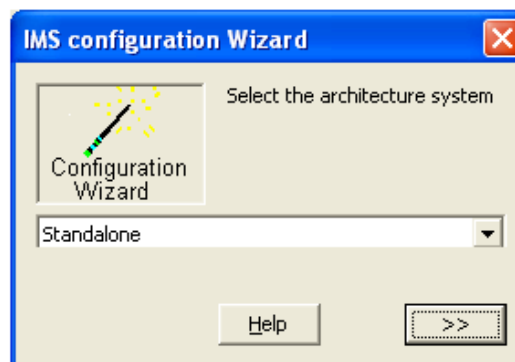 IMS configuration Wizard
Select the architecture system
Configuration
Wizard
Standalone
Help
>>